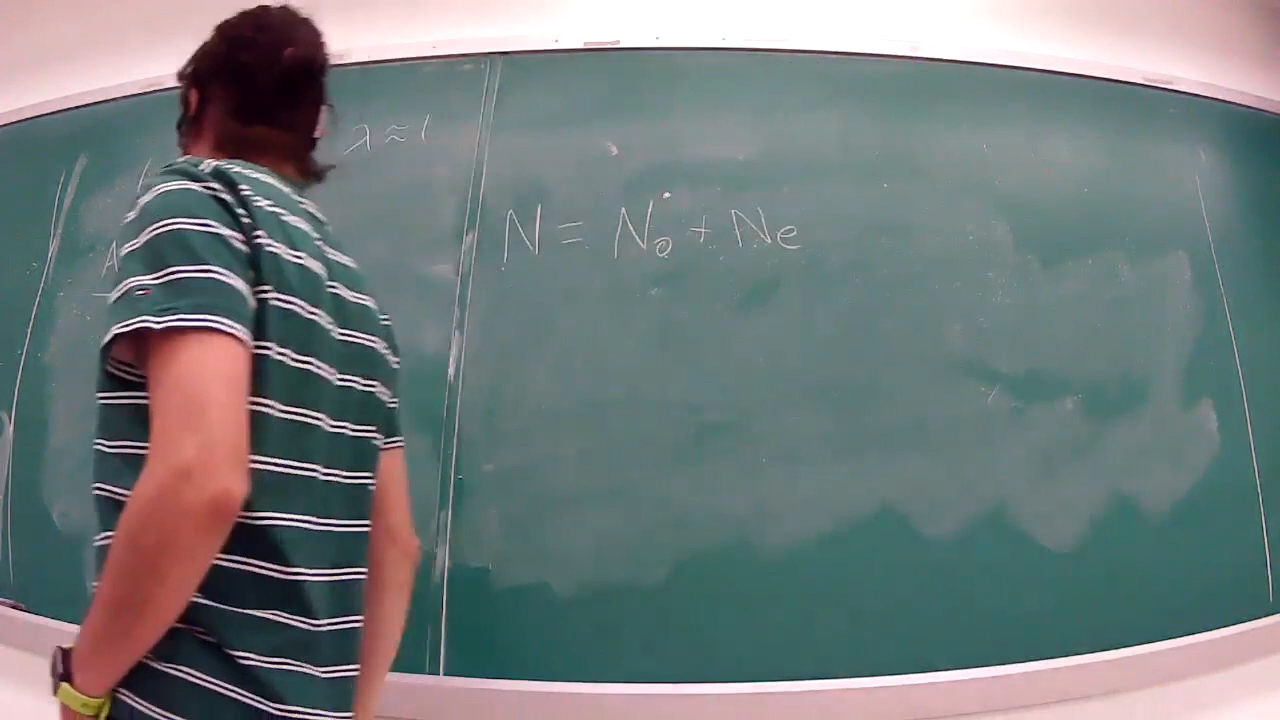 λ ≈ 1
N = N₀ + Nₑ